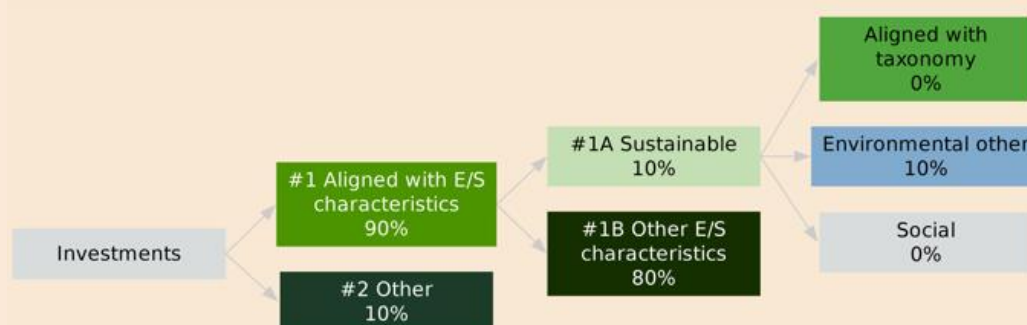 Investments
#1 Aligned with E/S
characteristics
90%
#2 Other
10%
#1A Sustainable
10%
#1B Other E/S
characteristics
80%
Aligned with
taxonomy
0%
Environmental other
10%
Social
0%